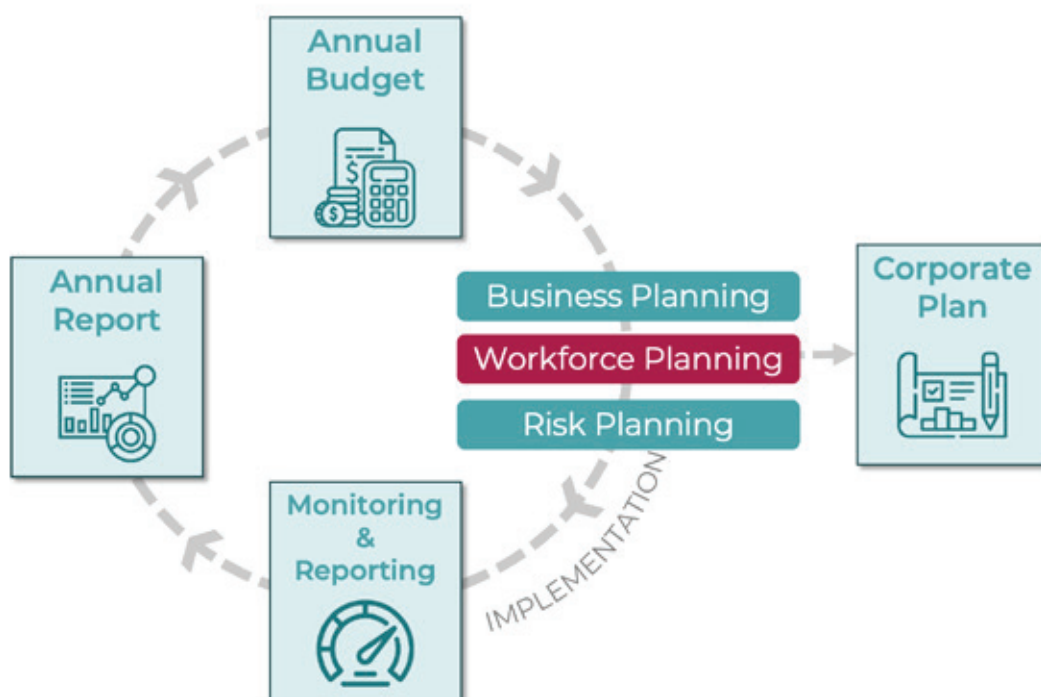 Annual
Budget
$
$
Annual
Report
Business Planning
Workforce Planning
Risk Planning
Corporate
Plan
IMPLEMENTATION
Monitoring
&
Reporting